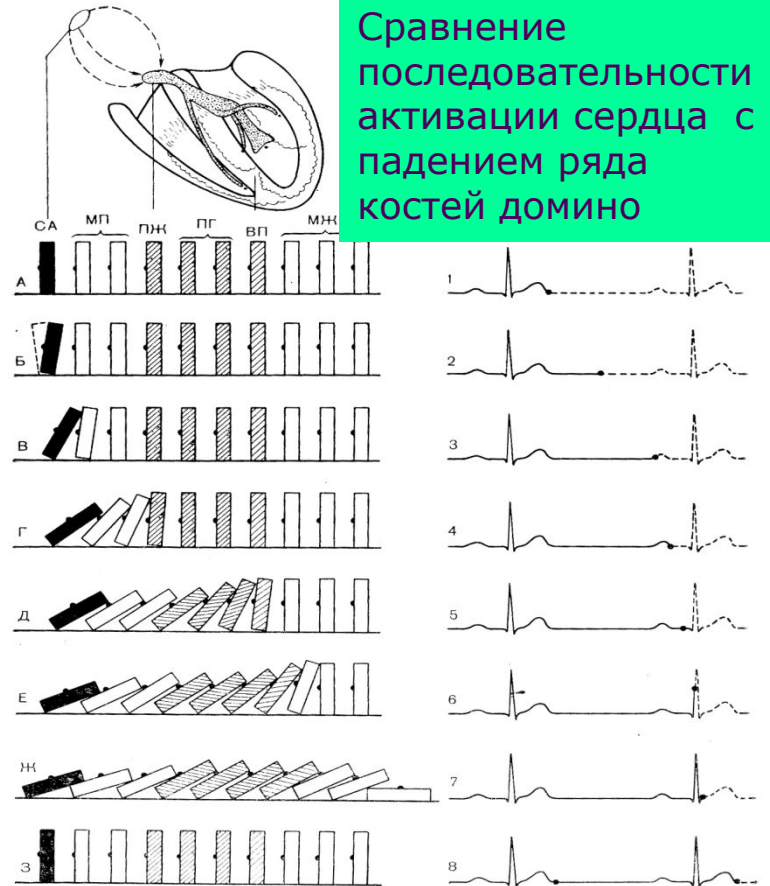 Сравнение
последовательности
активации сердца с
падением ряда
костей домино
СА МП ПЖ ПГ ВП МЖ
А
1
Б
2
В
3
Г
4
Д
5
Е
6
Ж
7
З
8